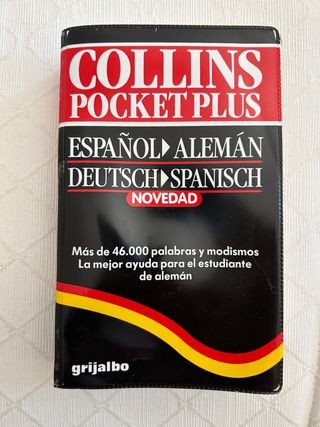 COLLINS
POCKET PLUS
ESPAÑOL▶ALEMÁN
DEUTSCH▶SPANISCH
NOVEDAD
Más de 46.000 palabras y modismos
La mejor ayuda para el estudiante
de alemán
grijalbo